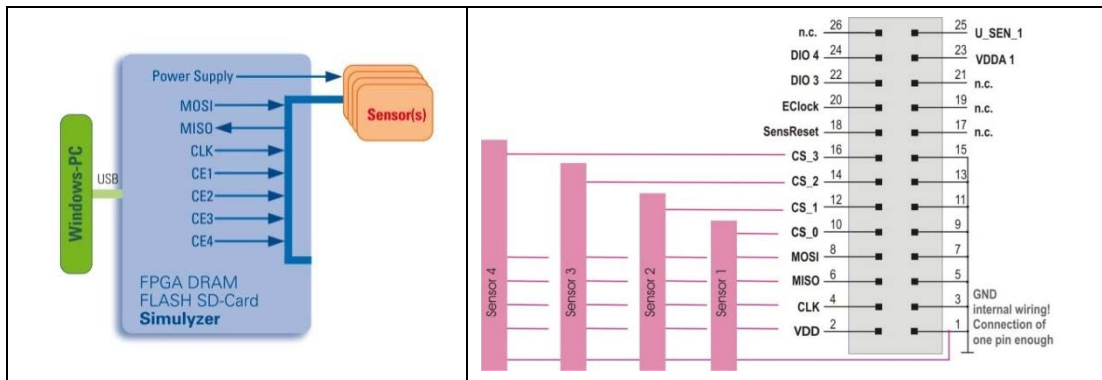 Power Supply
MOSI
MISO
CLK
CE1
CE2
CE3
CE4
Sensor(s)
Windows-PC
USB
FPGA DRAM
FLASH SD-Card
Simulyzer
n.c. 26 25 U_SEN_1
DIO 4 24 23 VDDA 1
DIO 3 22 21 n.c.
EClock 20 19 n.c.
SensReset 18 17 n.c.
CS_3 16 15
CS_2 14 13
CS_1 12 11
CS_0 10 9
MOSI 8 7
MISO 6 5
CLK 4 3
VDD 2 1
GND
internal wiring!
Connection of
one pin enough
Sensor 4
Sensor 3
Sensor 2
Sensor 1